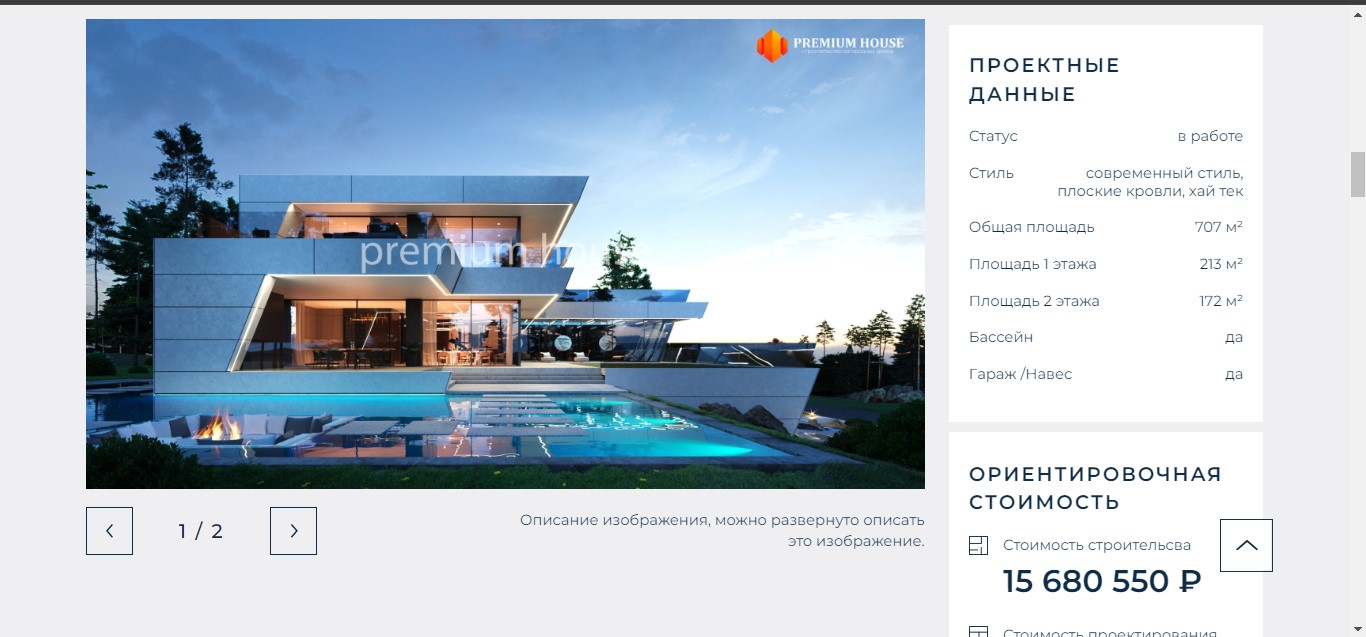 PREMIUM HOUSE
premium house
ПРОЕКТНЫЕ
ДАННЫЕ
Статус в работе
Стиль современный стиль,
плоские кровли, хай тек
Общая площадь 707 м²
Площадь 1 этажа 213 м²
Площадь 2 этажа 172 м²
Бассейн да
Гараж /Навес да
1 / 2
Описание изображения, можно развернуто описать
это изображение.
ОРИЕНТИРОВОЧНАЯ
СТОИМОСТЬ
Стоимость строительсва
15 680 550 ₽
Стоимость проектирования